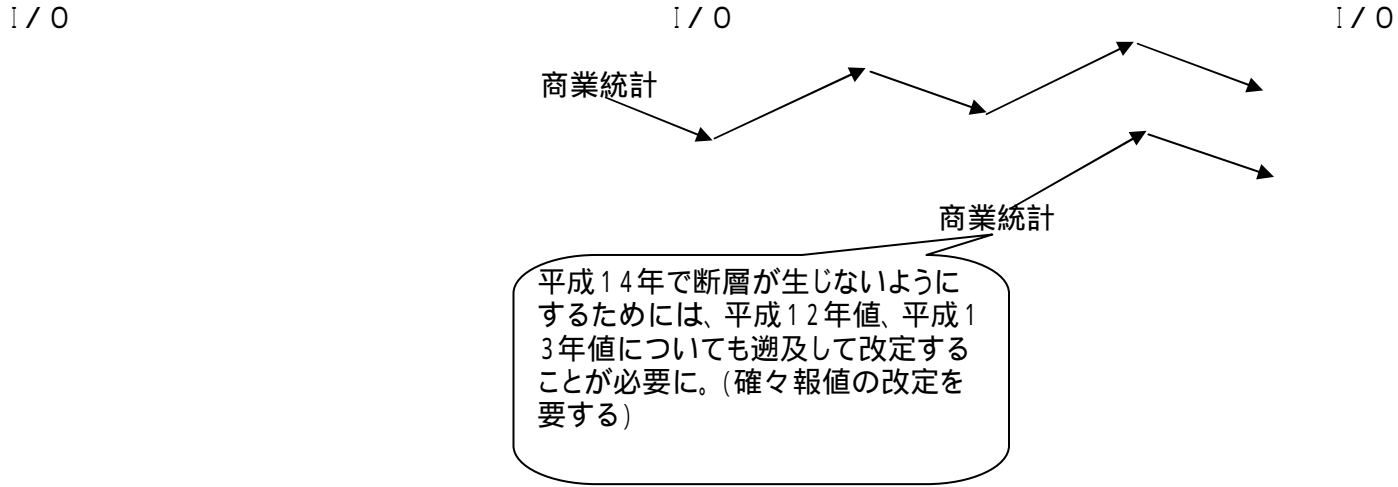 I/O I/O I/O
商業統計
商業統計
平成14年で断層が生じないように
するためには、平成12年値、平成1
3年値についても遡及して改定する
ことが必要に。(確々報値の改定を
要する)